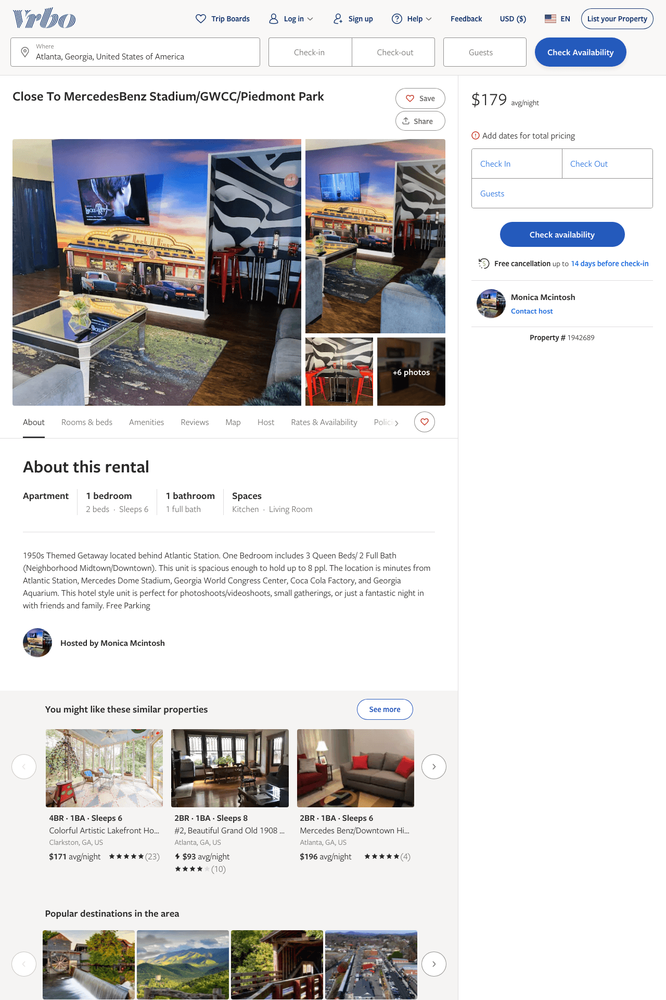 Vrbo
Trip Boards
Log in
Sign up
Help
Feedback
USD ($)
EN
List your Property
Where
Atlanta, Georgia, United States of America
Check-in
Check-out
Guests
Check Availability
Close To MercedesBenz Stadium/GWCC/Piedmont Park
Save
Share
$179 avg/night
Add dates for total pricing
Check In
Check Out
Guests
Check availability
Free cancellation up to 14 days before check-in
Monica Mcintosh
Contact host
Property # 1942689
LOCKE & KEY
NETFLIX
+6 photos
About
Rooms & beds
Amenities
Reviews
Map
Host
Rates & Availability
About this rental
Apartment
1 bedroom
2 beds · Sleeps 6
1 bathroom
1 full bath
Spaces
Kitchen · Living Room
1950s Themed Getaway located behind Atlantic Station. One Bedroom includes 3 Queen Beds/ 2 Full Bath
(Neighborhood Midtown/Downtown). This unit is spacious enough to hold up to 8 ppl. The location is minutes from
Atlantic Station, Mercedes Dome Stadium, Georgia World Congress Center, Coca Cola Factory, and Georgia
Aquarium. This hotel style unit is perfect for photoshoots/videoshoots, small gatherings, or just a fantastic night in
with friends and family. Free Parking
Hosted by Monica Mcintosh
You might like these similar properties
See more
4BR · 1BA · Sleeps 6
Colorful Artistic Lakefront Ho...
Clarkston, GA, US
$171 avg/night
(23)
2BR · 1BA · Sleeps 8
#2, Beautiful Grand Old 1908 ...
Atlanta, GA, US
$93 avg/night
(10)
2BR · 1BA · Sleeps 6
Mercedes Benz/Downtown Hi...
Atlanta, GA, US
$196 avg/night
(4)
Popular destinations in the area